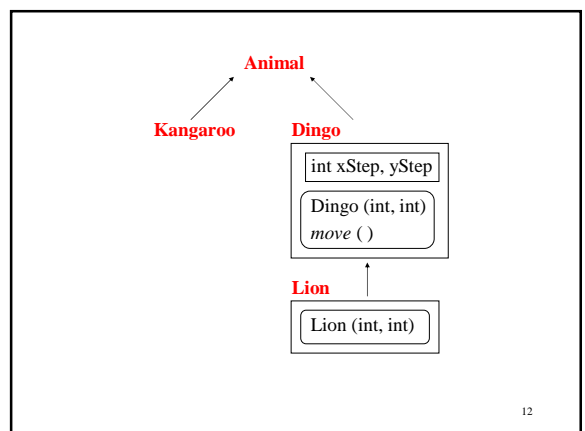 Animal
Kangaroo
Dingo
int xStep, yStep
Dingo (int, int)
move ( )
Lion
Lion (int, int)
12